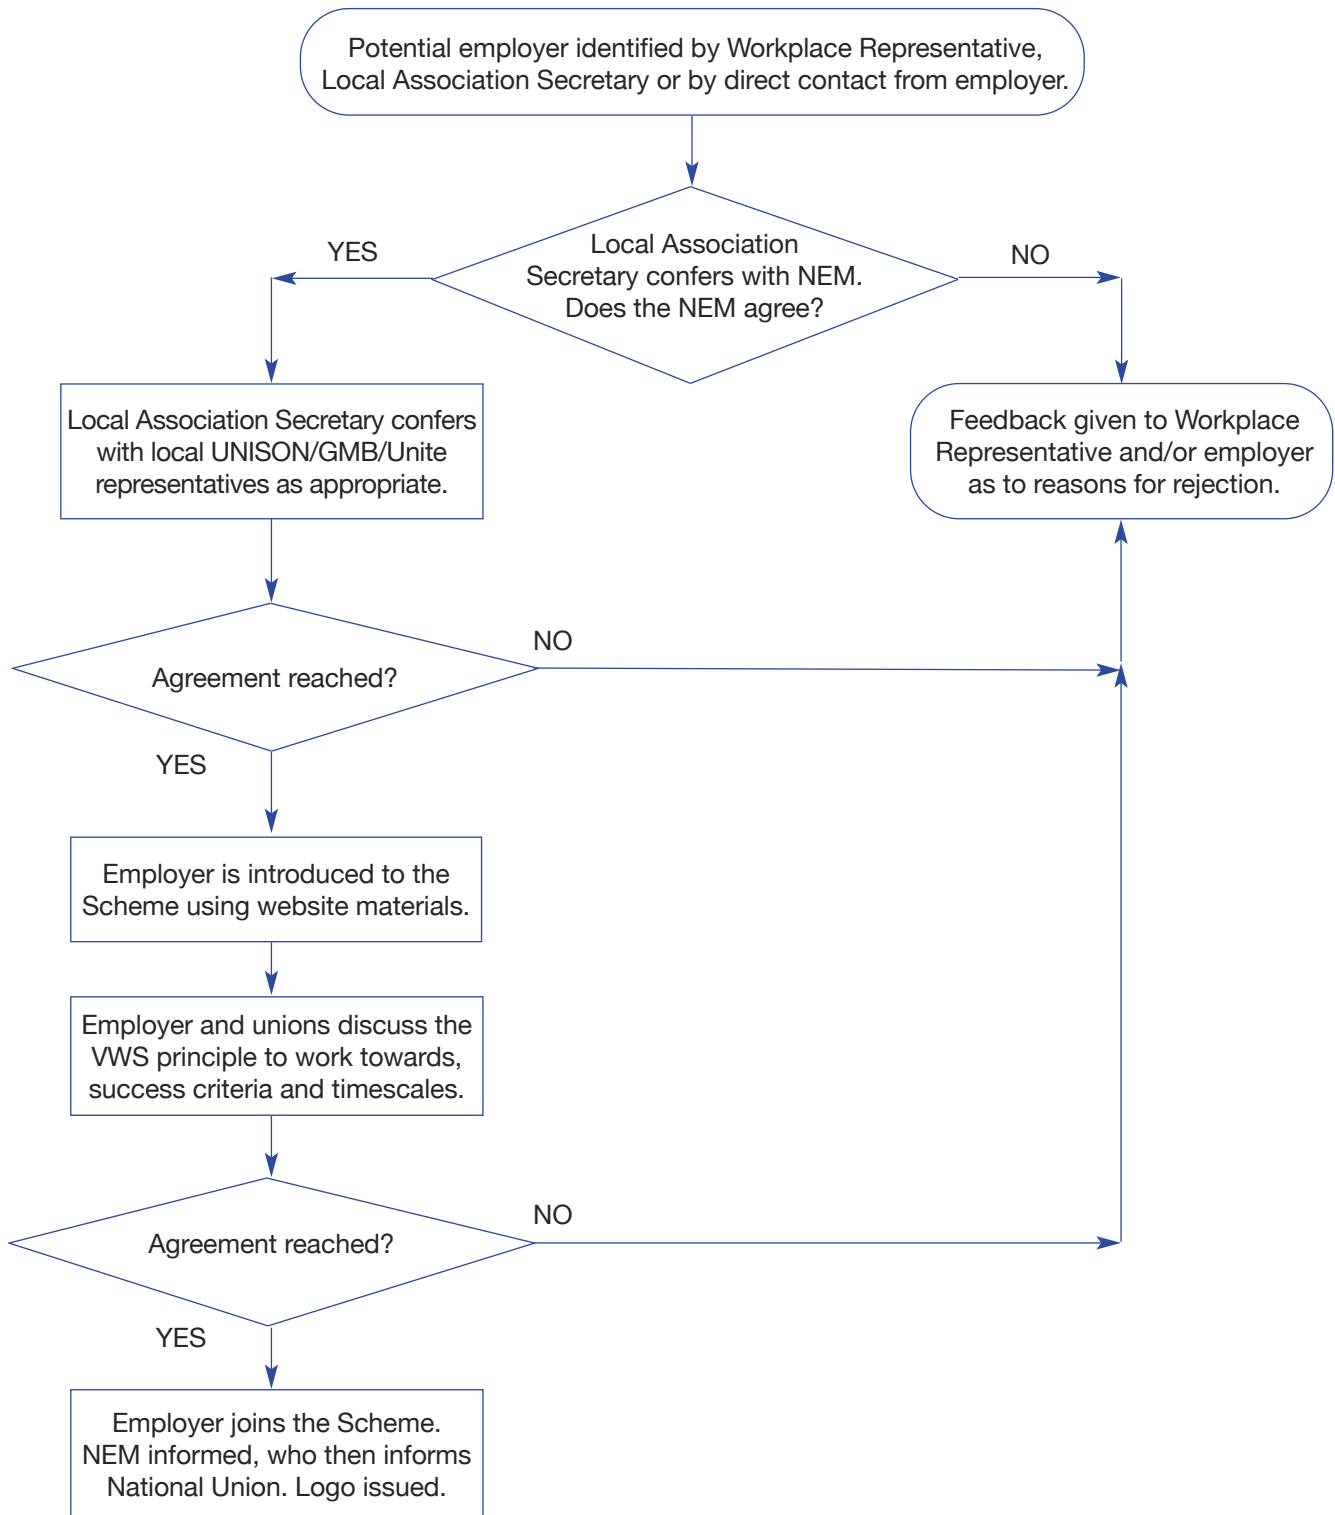 Potential employer identified by Workplace Representative,
Local Association Secretary or by direct contact from employer.
Local Association
Secretary confers with NEM.
Does the NEM agree?
YES
NO
Local Association Secretary confers
with local UNISON/GMB/Unite
representatives as appropriate.
Feedback given to Workplace
Representative and/or employer
as to reasons for rejection.
Agreement reached?
NO
YES
Employer is introduced to the
Scheme using website materials.
Employer and unions discuss the
VWS principle to work towards,
success criteria and timescales.
Agreement reached?
NO
YES
Employer joins the Scheme.
NEM informed, who then informs
National Union. Logo issued.